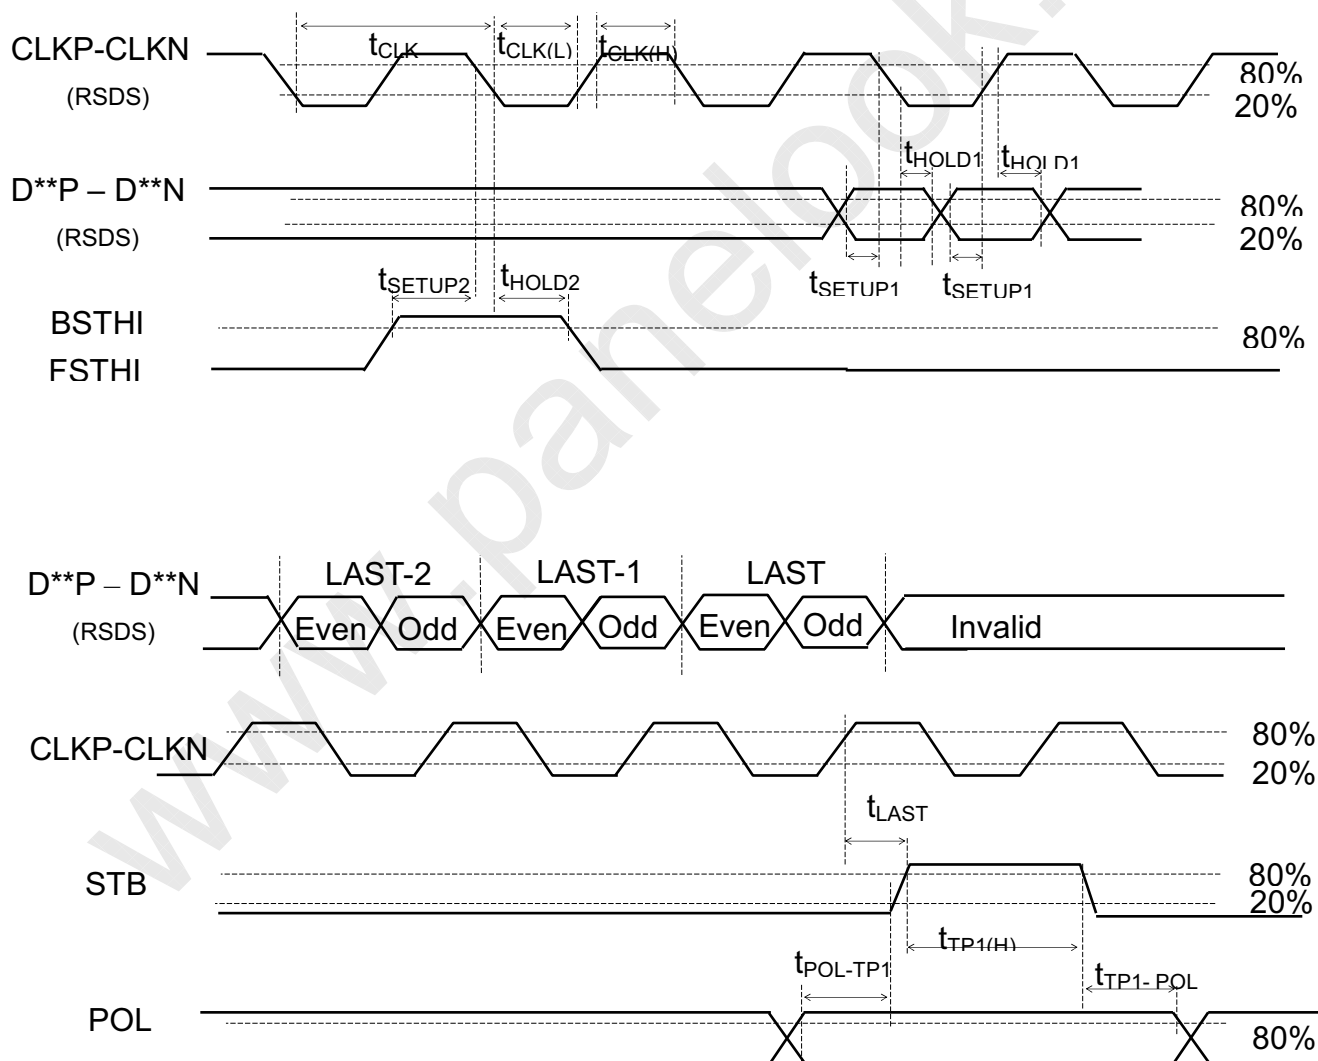 CLKP-CLKN
(RSDS)
tCLK
tCLK(L)
tCLK(H)
80%
20%
D**P – D**N
(RSDS)
tHOLD1
tHOLD1
80%
20%
tSETUP1
tSETUP1
tSETUP2
tHOLD2
BSTHI
FSTHI
80%
www.panelook.
D**P – D**N
(RSDS)
LAST-2
LAST-1
LAST
Even
Odd
Even
Odd
Even
Odd
Invalid
CLKP-CLKN
80%
20%
tLAST
STB
80%
20%
tTP1(H)
tPOL-TP1
tTP1- POL
POL
80%